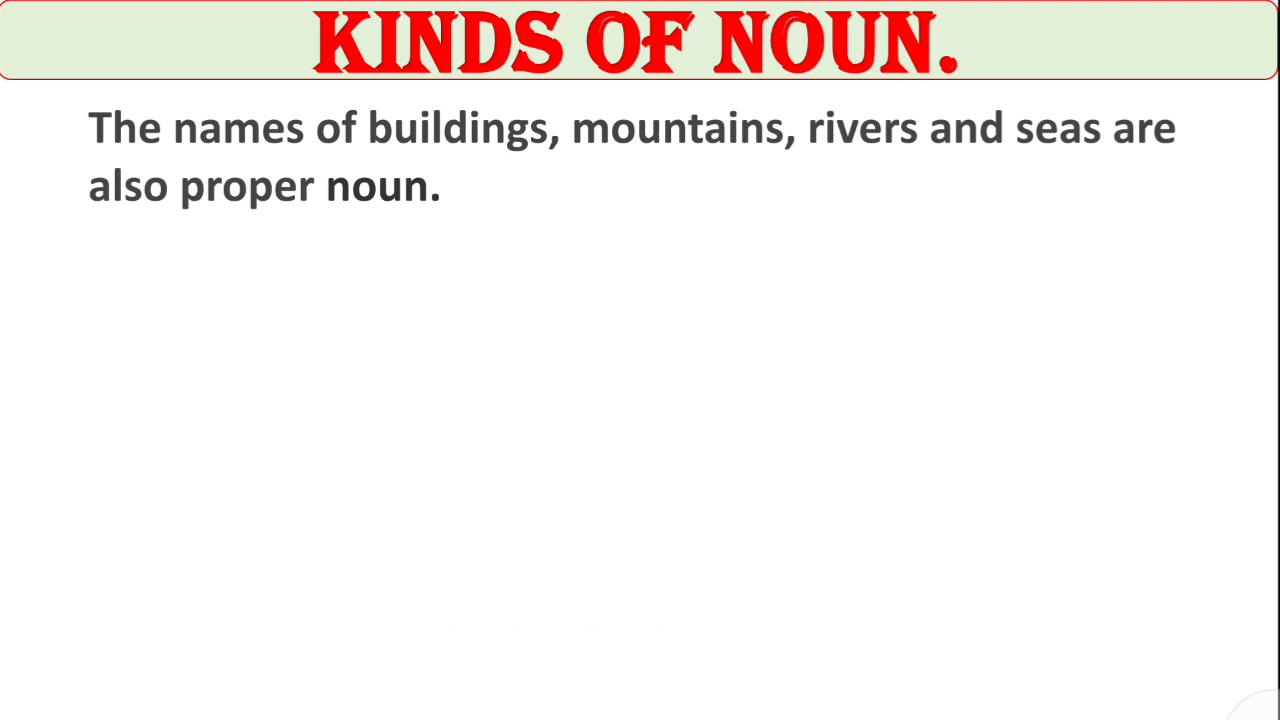 KINDS OF NOUN.
The names of buildings, mountains, rivers and seas are
also proper noun.